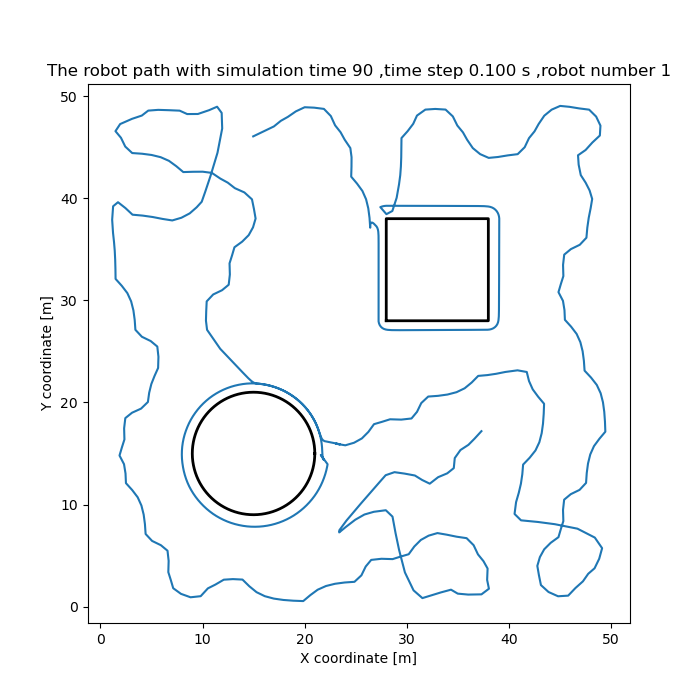 The robot path with simulation time 90 ,time step 0.100 s ,robot number 1
50
40
30
20
10
0
Y coordinate [m]
0 10 20 30 40 50
X coordinate [m]